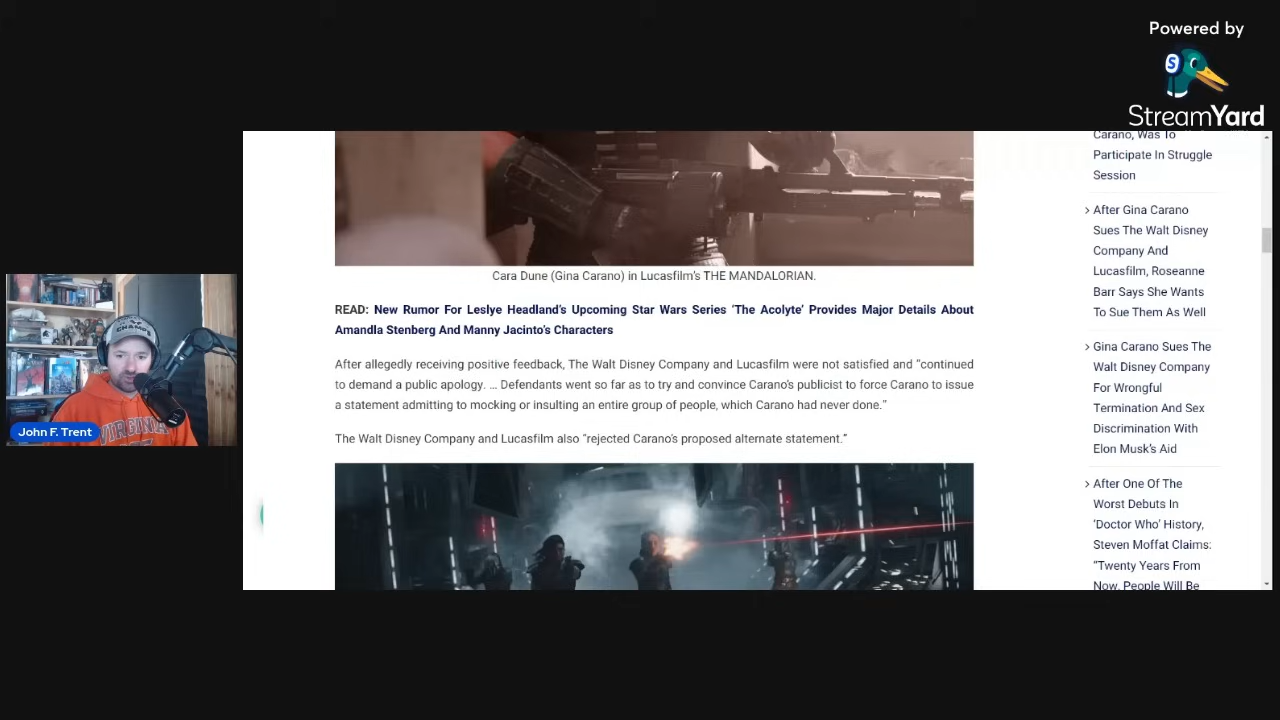 Powered by
S
StreamYard
Carano, Was To
Participate In Struggle
Session
After Gina Carano
Sues The Walt Disney
Company And
Lucasfilm, Roseanne
Barr Says She Wants
To Sue Them As Well
Gina Carano Sues The
Walt Disney Company
For Wrongful
Termination And Sex
Discrimination With
Elon Musk's Aid
After One Of The
Worst Debuts In
‘Doctor Who’ History,
Steven Moffat Claims:
“Twenty Years From
Now, People Will Be
Cara Dune (Gina Carano) in Lucasfilm's THE MANDALORIAN.
READ: New Rumor For Leslye Headland's Upcoming Star Wars Series ‘The Acolyte’ Provides Major Details About
Amandla Stenberg And Manny Jacinto's Characters
After allegedly receiving positive feedback, The Walt Disney Company and Lucasfilm were not satisfied and “continued
to demand a public apology. … Defendants went so far as to try and convince Carano's publicist to force Carano to issue
a statement admitting to mocking or insulting an entire group of people, which Carano had never done.”
The Walt Disney Company and Lucasfilm also “rejected Carano's proposed alternate statement.”
John F. Trent
VIRGINIA